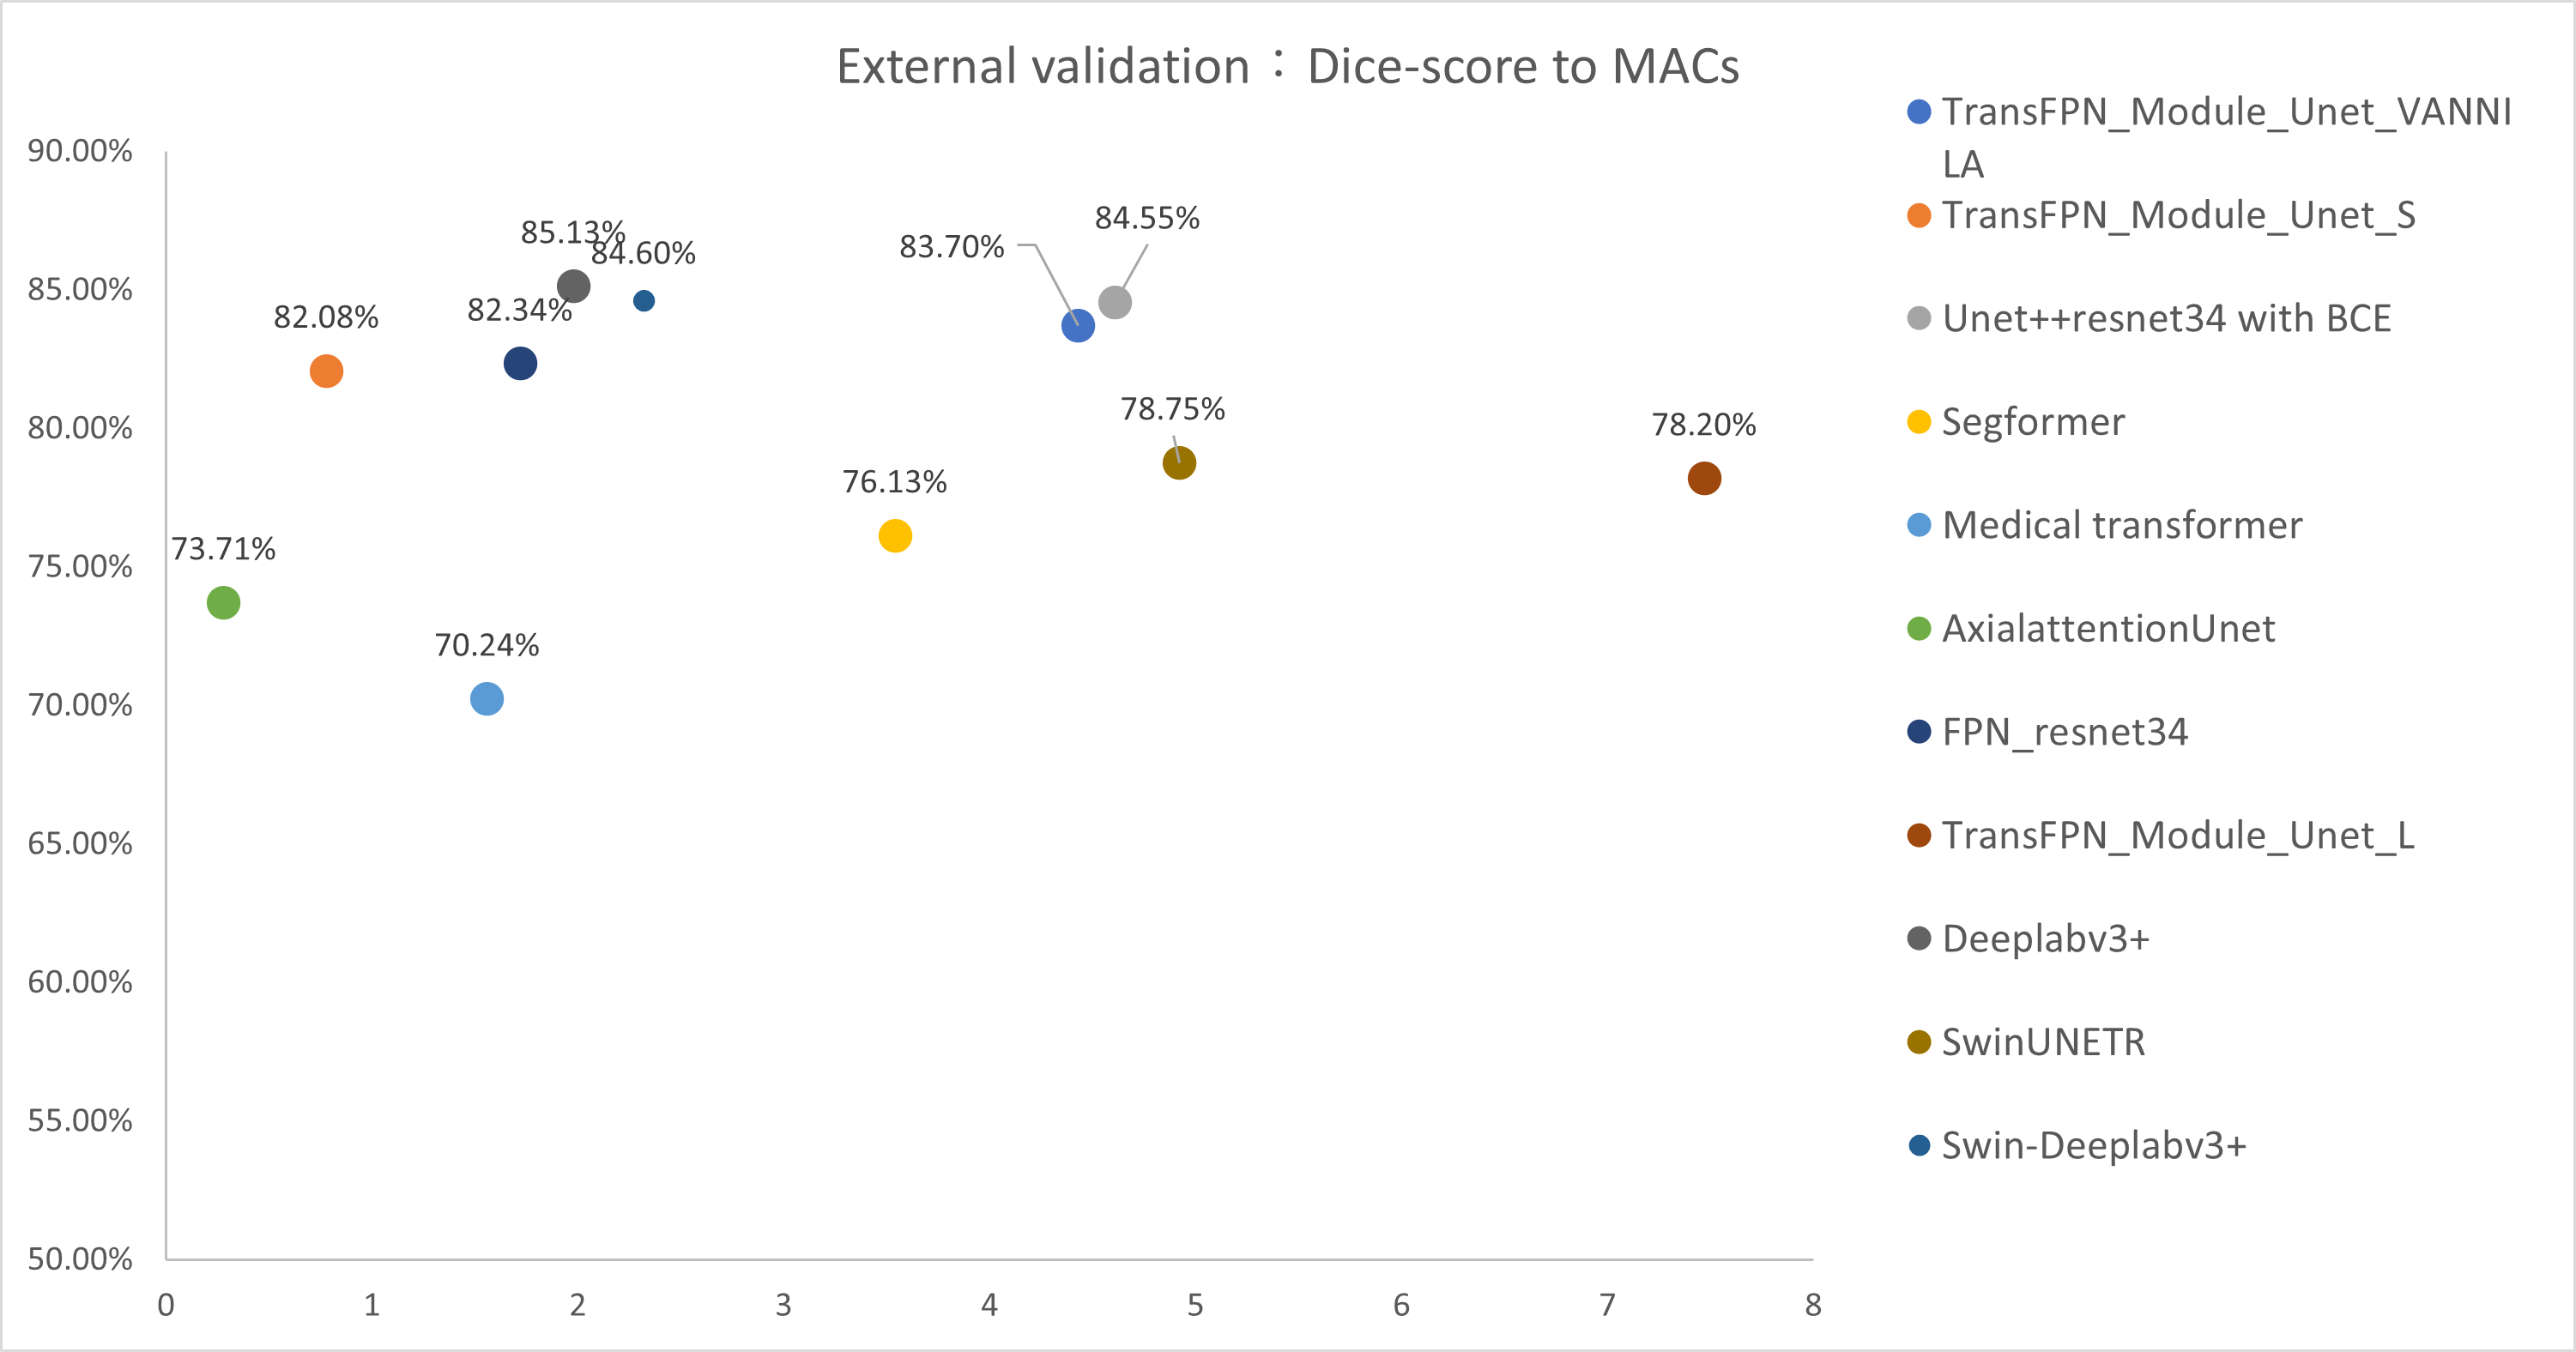 External validation：Dice-score to MACs
90.00%
85.00%
80.00%
75.00%
70.00%
65.00%
60.00%
55.00%
50.00%
0 1 2 3 4 5 6 7 8
85.13%
84.60%
82.08%
82.34%
83.70%
84.55%
78.75%
78.20%
76.13%
73.71%
70.24%
TransFPN_Module_Unet_VANNI
LA
TransFPN_Module_Unet_S
Unet++resnet34 with BCE
Segformer
Medical transformer
AxialattentionUnet
FPN_resnet34
TransFPN_Module_Unet_L
Deeplabv3+
SwinUNETR
Swin-Deeplabv3+